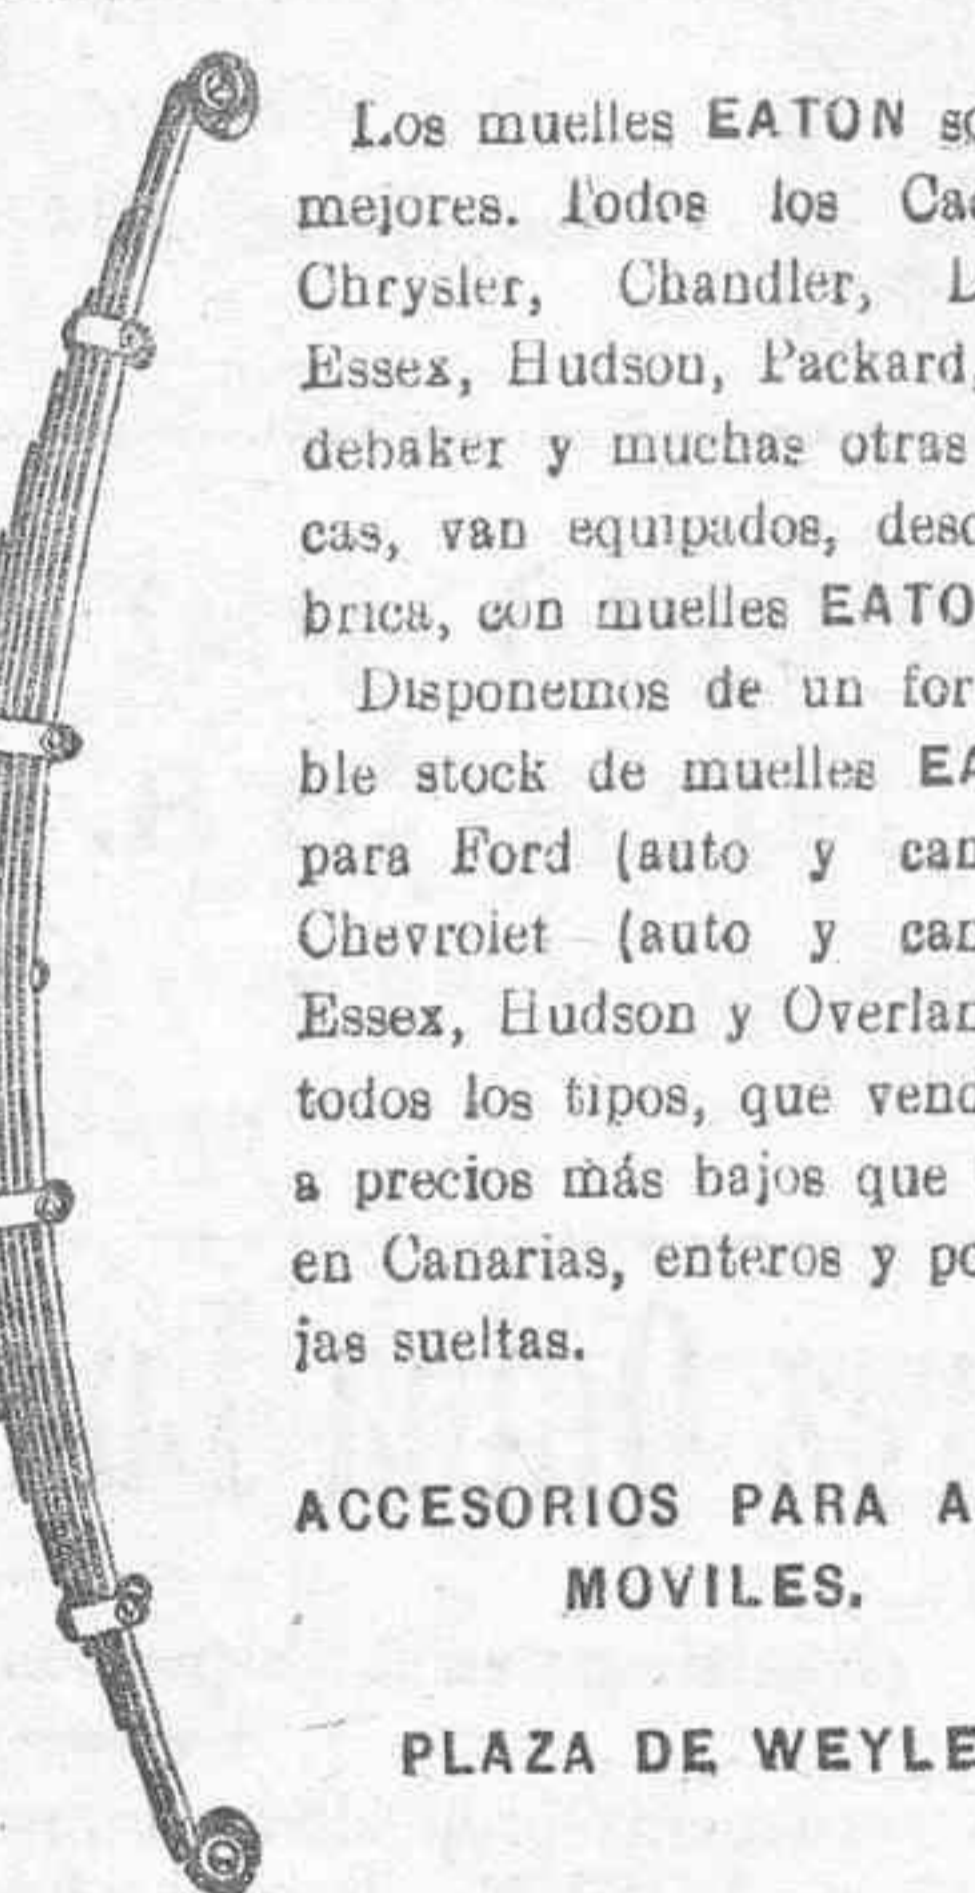 Los muelles EATON so
mejores. Todos los Ca
Chrysler, Chandler, L
Essex, Hudson, Packard,
debaker y muchas otras
cas, van equipados, desd
brica, con muelles EATO
Disponemos de un for
ble stock de muelles EA
para Ford (auto y cam
Chevrolet (auto y cam
Essex, Hudson y Overlan
todos los tipos, que vend
a precios más bajos que
en Canarias, enteros y po
jas sueltas.
ACCESORIOS PARA A
MOVILES.
PLAZA DE WEYLE